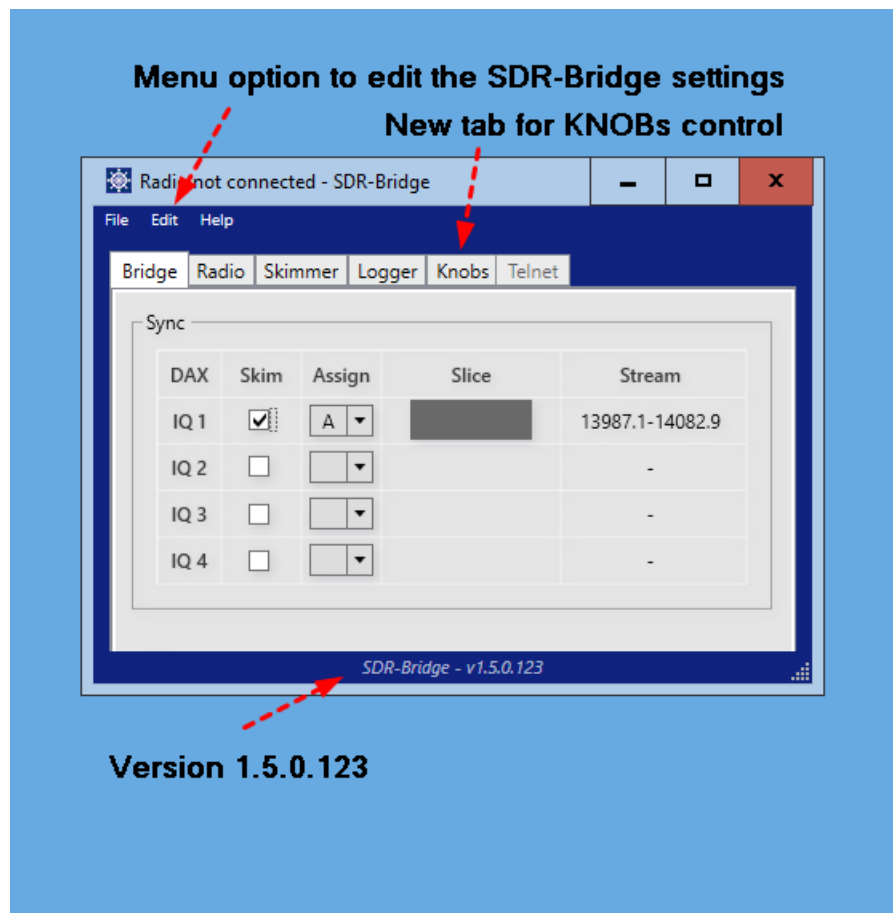 Menu option to edit the SDR-Bridge settings
New tab for KNOBs control
Radio not connected - SDR-Bridge
File Edit Help
Bridge Radio Skimmer Logger Knobs Telnet
Sync
DAX Skim Assign Slice Stream
IQ 1 A 13987.1-14082.9
IQ 2 -
IQ 3 -
IQ 4 -
SDR-Bridge - v1.5.0.123
Version 1.5.0.123